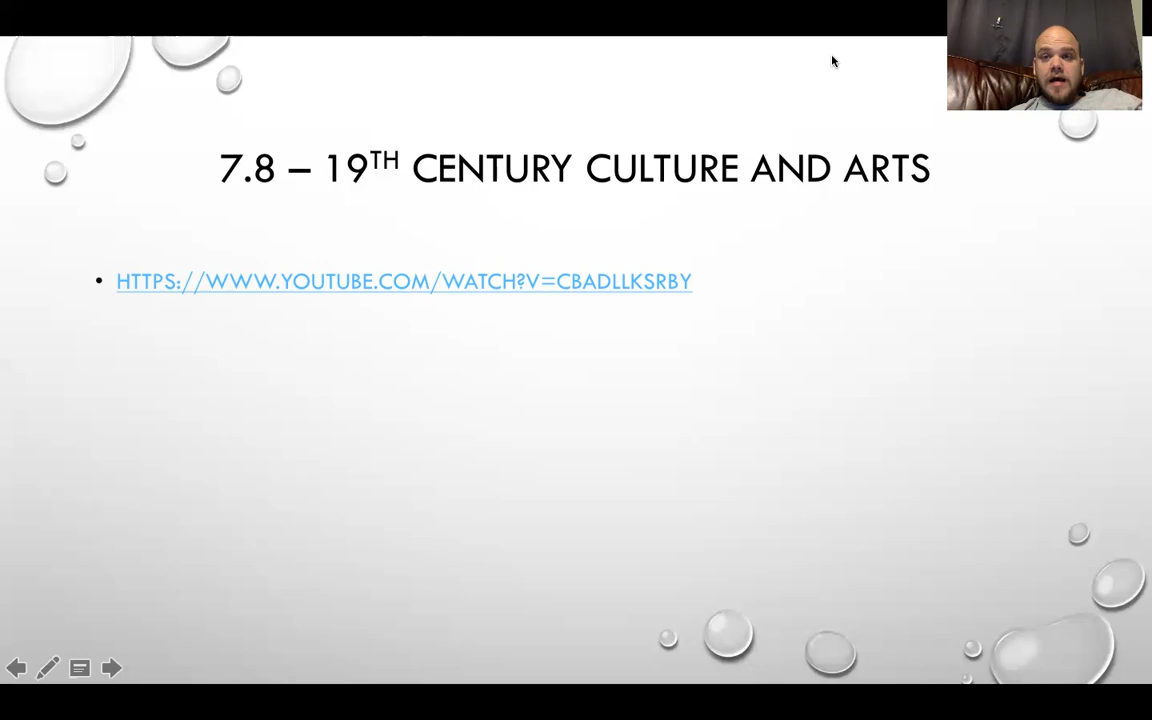 7.8 – 19TH CENTURY CULTURE AND ARTS
• HTTPS://WWW.YOUTUBE.COM/WATCH?V=CBADLLKSRBY